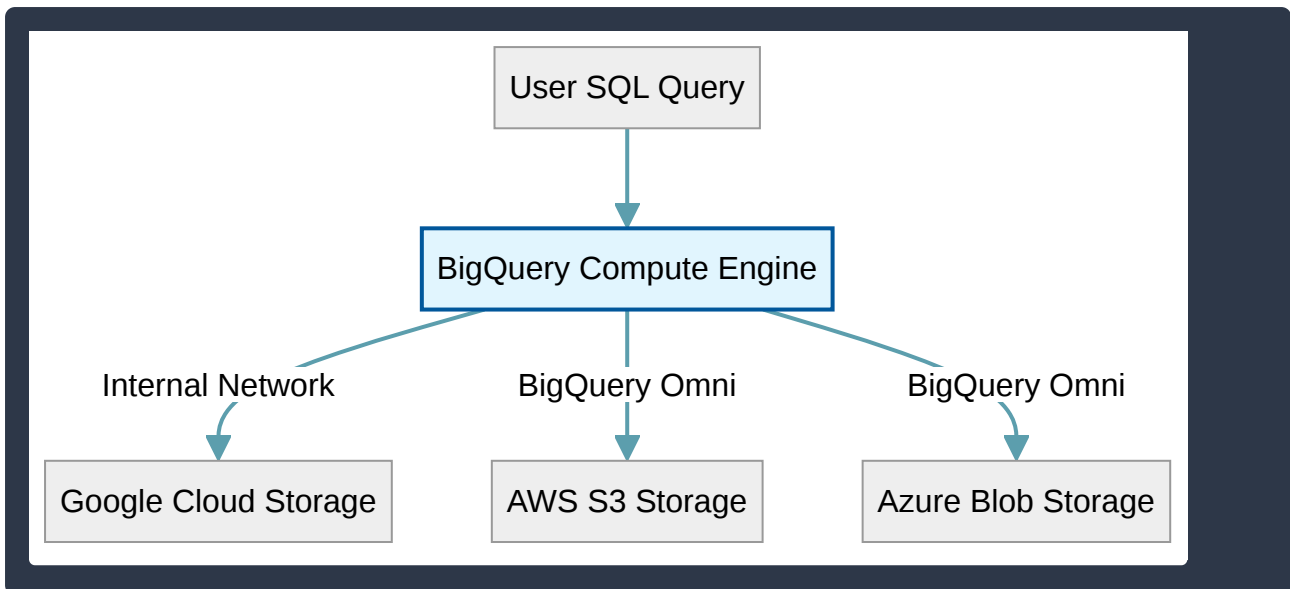 User SQL Query
BigQuery Compute Engine
Internal Network
BigQuery Omni
BigQuery Omni
Google Cloud Storage
AWS S3 Storage
Azure Blob Storage